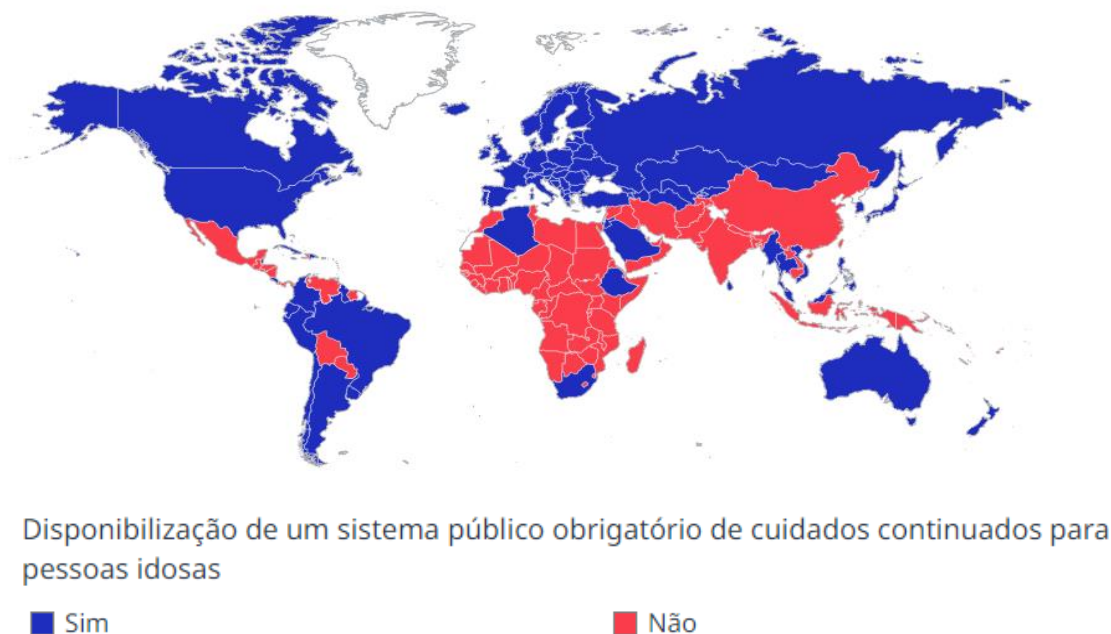 Disponibilização de um sistema público obrigatório de cuidados continuados para
pessoas idosas
Sim
Não